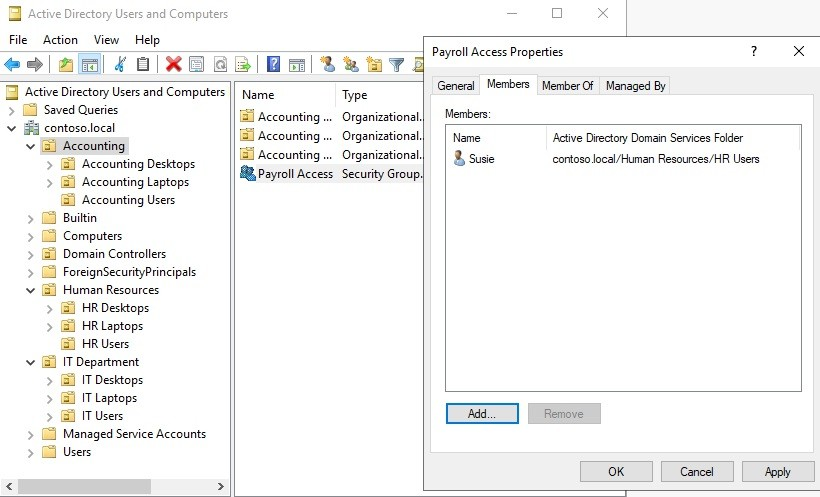 Active Directory Users and Computers
File Action View Help
Active Directory Users and Computers
Saved Queries
contoso.local
Accounting
Accounting Desktops
Accounting Laptops
Accounting Users
Builtin
Computers
Domain Controllers
ForeignSecurityPrincipals
Human Resources
HR Desktops
HR Laptops
HR Users
IT Department
IT Desktops
IT Laptops
IT Users
Managed Service Accounts
Users
Name Type
Accounting ... Organizational...
Accounting ... Organizational...
Accounting ... Organizational...
Payroll Access Security Group...
Payroll Access Properties
General Members Member Of Managed By
Members:
Name Active Directory Domain Services Folder
Susie contoso.local/Human Resources/HR Users
Add... Remove
OK Cancel Apply